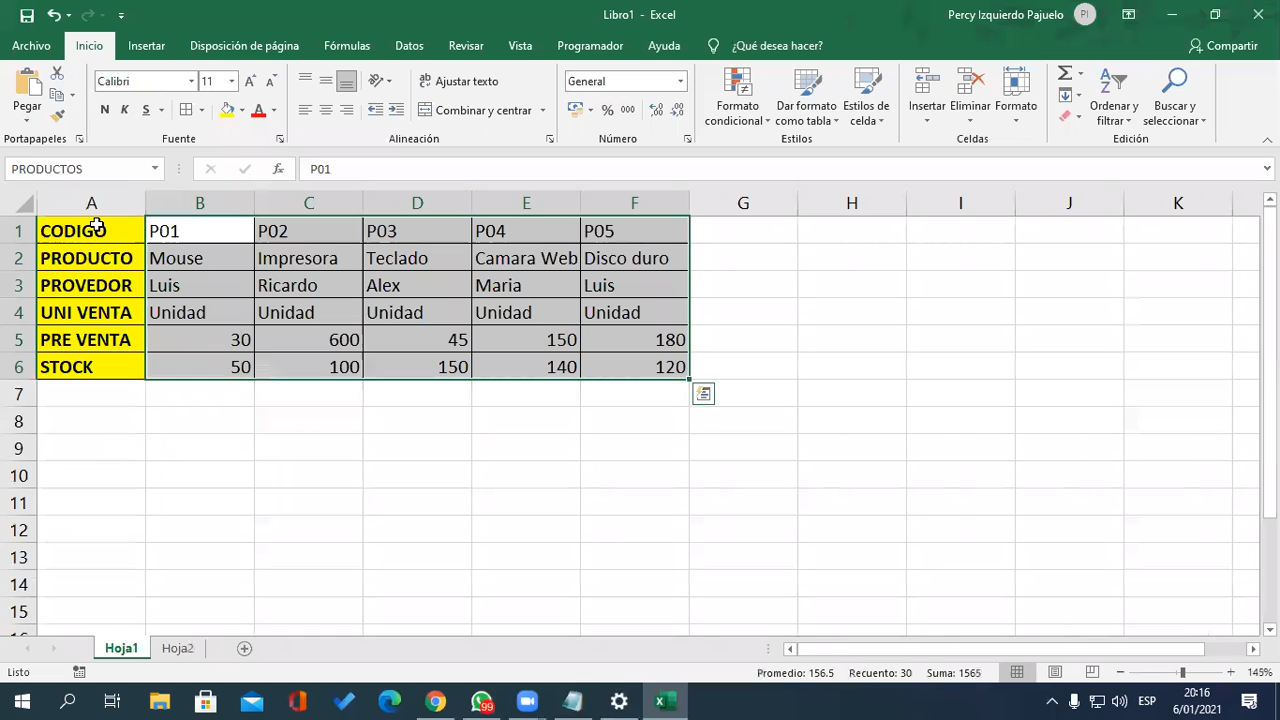 Libro1 - Excel
Percy Izquierdo Pajuelo
PI
Archivo Inicio Insertar Disposición de página Fórmulas Datos Revisar Vista Programador Ayuda ¿Qué desea hacer? Compartir
Pegar
Calibri 11
N K S
Ajustar texto
Combinar y centrar
General
% 000
Formato condicional
Dar formato como tabla
Estilos de celda
Insertar Eliminar Formato
Ordenar y filtrar
Buscar y seleccionar
Portapapeles Fuente Alineación Número Estilos Celdas Edición
PRODUCTOS fx P01
A B C D E F G H I J K
1 CODIGO P01 P02 P03 P04 P05
2 PRODUCTO Mouse Impresora Teclado Camara Web Disco duro
3 PROVEDOR Luis Ricardo Alex Maria Luis
4 UNI VENTA Unidad Unidad Unidad Unidad Unidad
5 PRE VENTA 30 600 45 150 180
6 STOCK 50 100 150 140 120
7
8
9
10
11
12
13
14
15
Hoja1 Hoja2
Listo Promedio: 156.5 Recuento: 30 Suma: 1565 145%
99
ESP
20:16
6/01/2021